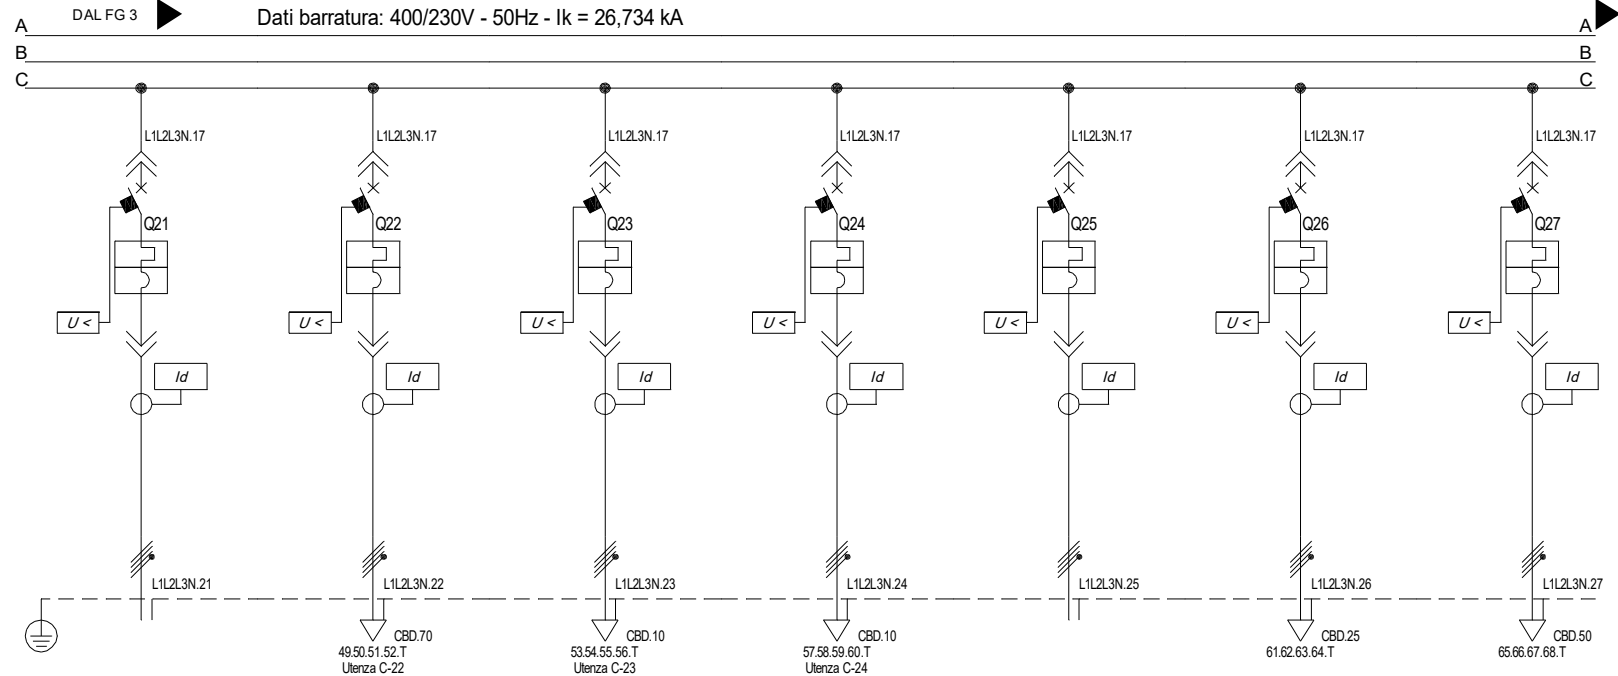 DAL FG 3 Dati barratura: 400/230V - 50Hz - Ik = 26,734 kA
A A
B B
C C
L1L2L3N.17 L1L2L3N.17 L1L2L3N.17 L1L2L3N.17 L1L2L3N.17 L1L2L3N.17 L1L2L3N.17
Q21 Q22 Q23 Q24 Q25 Q26 Q27
U < U < U < U < U < U < U <
Id Id Id Id Id Id Id
L1L2L3N.21 L1L2L3N.22 L1L2L3N.23 L1L2L3N.24 L1L2L3N.25 L1L2L3N.26 L1L2L3N.27
CBD.70 CBD.10 CBD.10 CBD.25 CBD.50
49.50.51.52.T 53.54.55.56.T 57.58.59.60.T 61.62.63.64.T 65.66.67.68.T
Utenza C-22 Utenza C-23 Utenza C-24